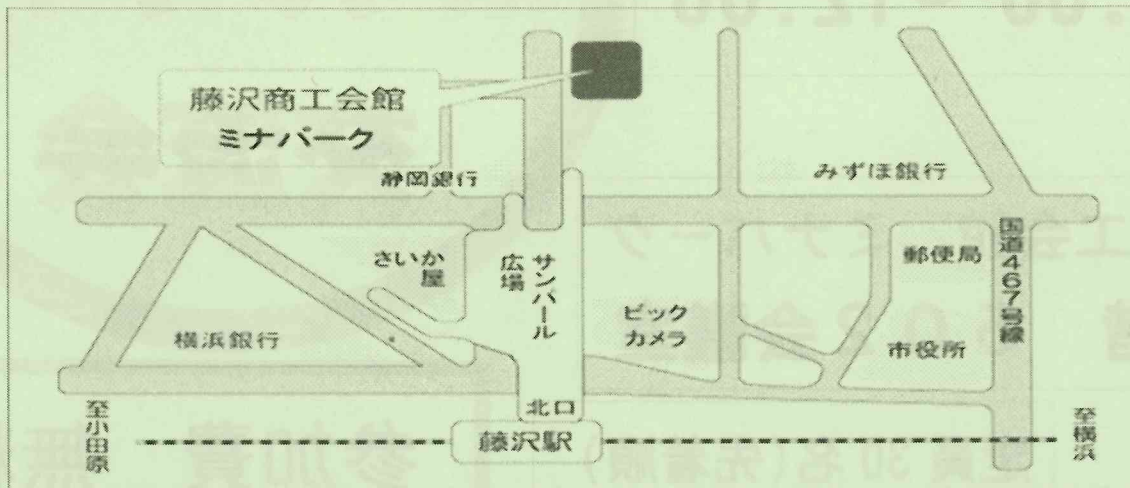 藤沢商工会館
ミナパーク
静岡銀行
みずほ銀行
さいか
屋
サンパール
広場
ビック
カメラ
郵便局
市役所
国道467号線
横浜銀行
北口
藤沢駅
至小田原
至横浜